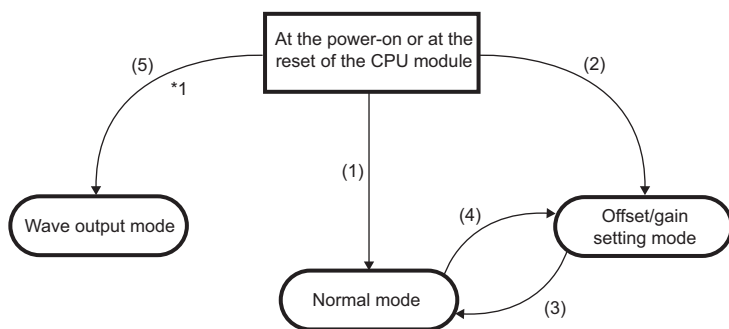 At the power-on or at the
reset of the CPU module
(5)
*1
(2)
(1)
Wave output mode
(4)
Offset/gain
setting mode
Normal mode
(3)